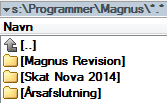 s:\Programmer\Magnus\*.*
Navn
[..]
[Magnus Revision]
[Skat Nova 2014]
[Årsafslutning]